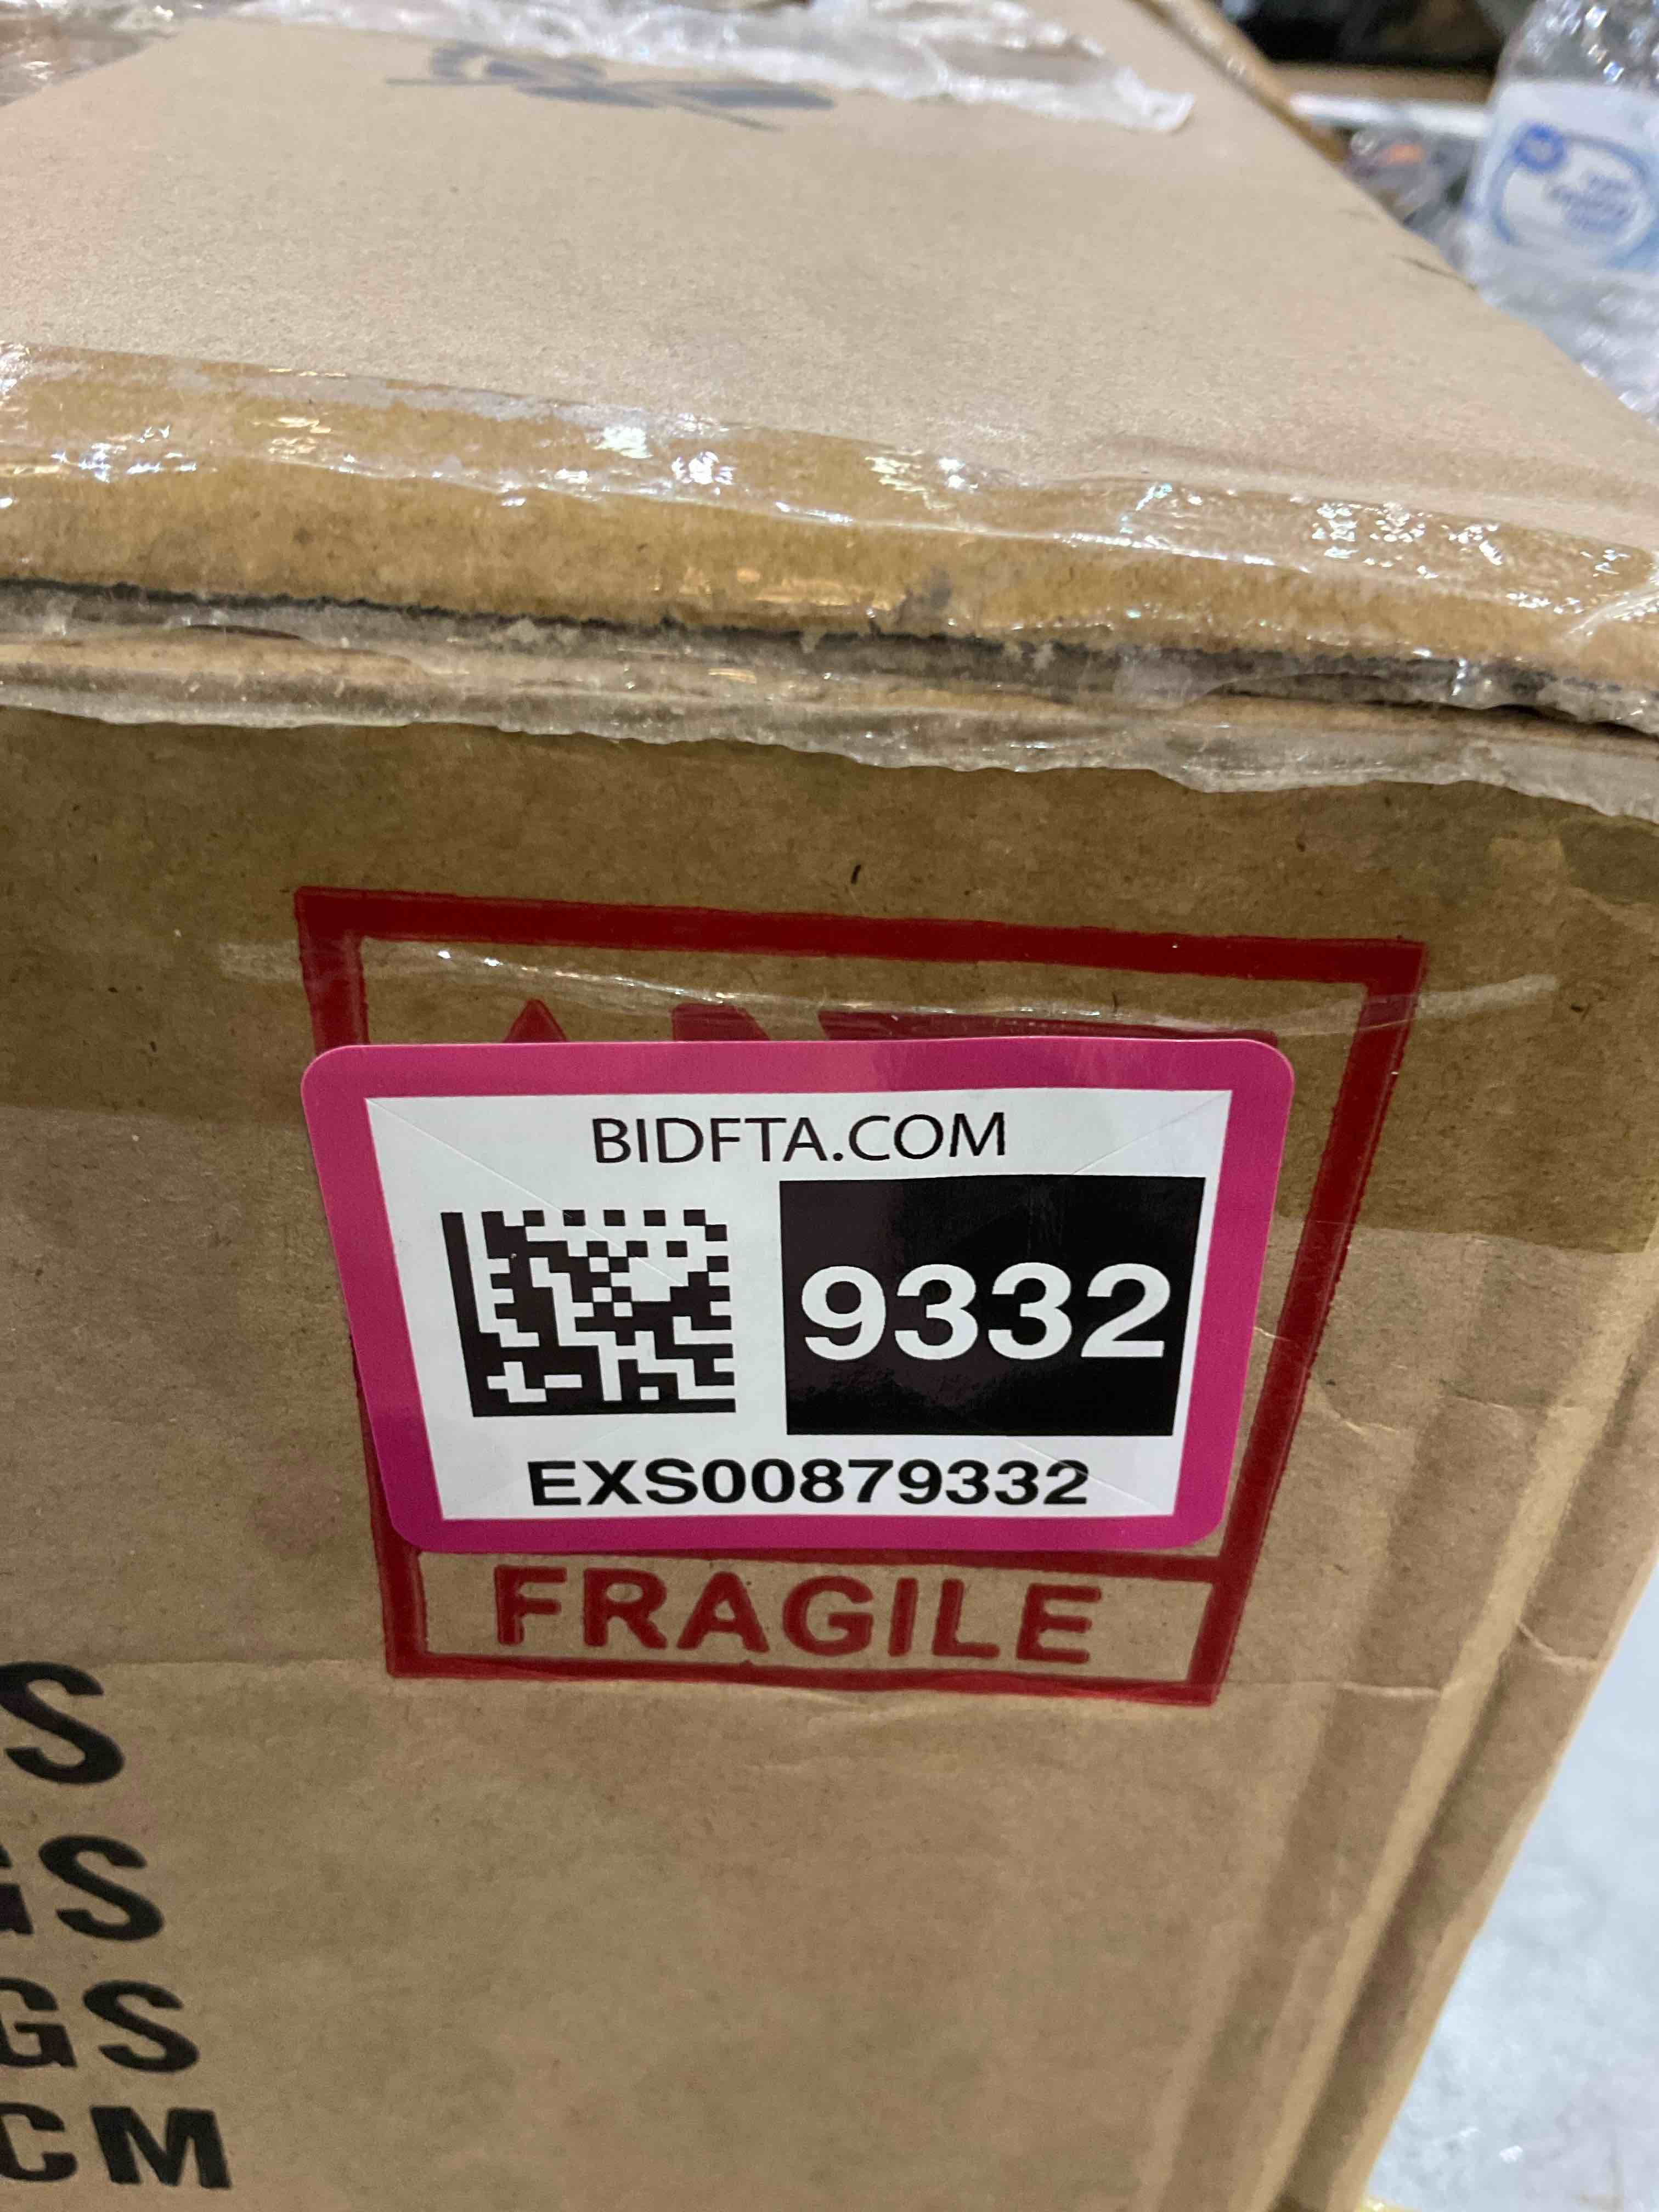 BIDFTA.COM
9332
EXS00879332
FRAGILE
S
GS
GS
CM